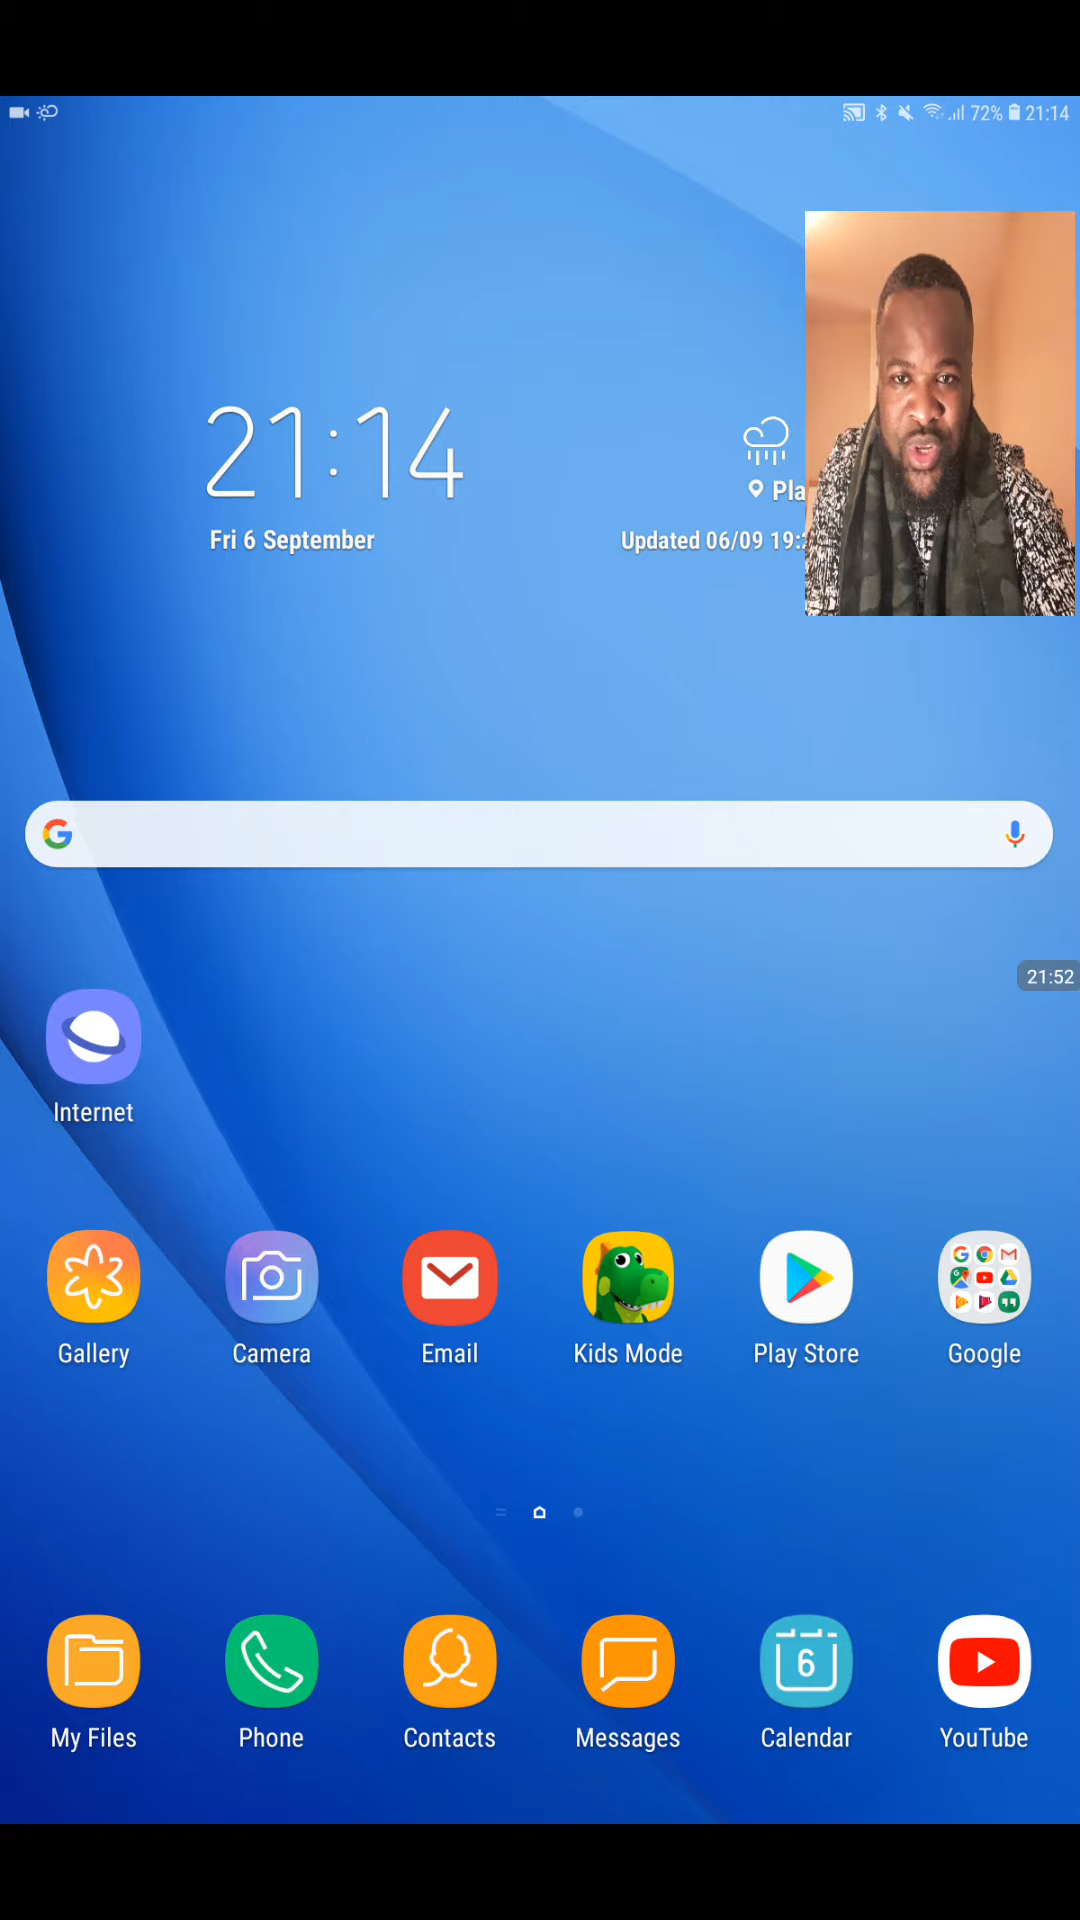 72% 21:14
21:14
Fri 6 September
Pla
Updated 06/09 19:
21:52
Internet
Gallery
Camera
Email
Kids Mode
Play Store
Google
6
My Files
Phone
Contacts
Messages
Calendar
YouTube